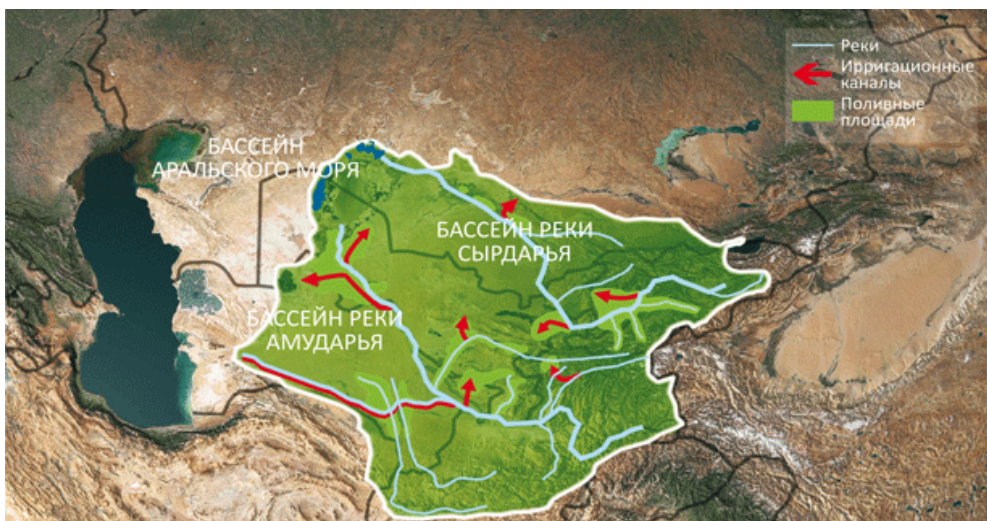 Реки
Ирригационные
каналы
Поливные
площади
БАССЕЙН
АРАЛЬСКОГО МОРЯ
БАССЕЙН РЕКИ
СЫРДАРЬЯ
БАССЕЙН РЕКИ
АМУДАРЬЯ